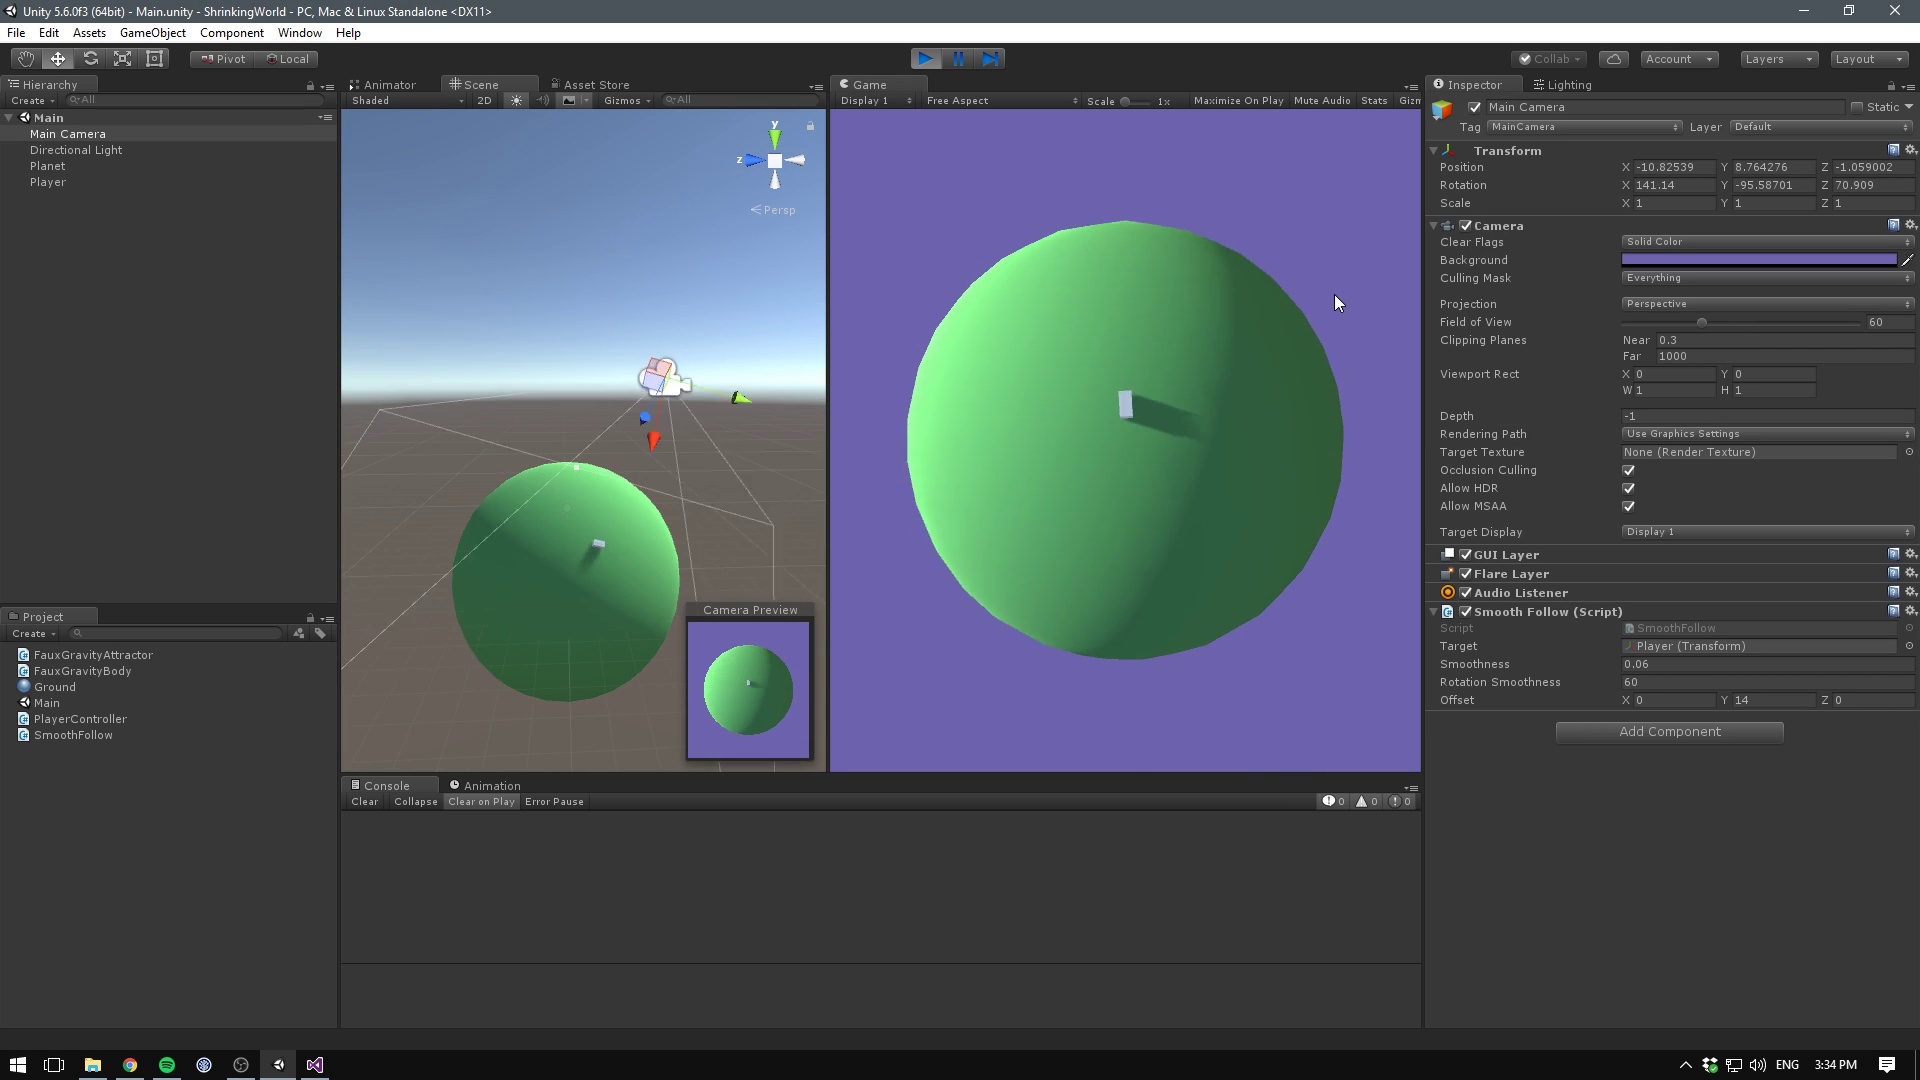 Unity 5.6.0f3 (64bit) - Main.unity - ShrinkingWorld - PC, Mac & Linux Standalone <DX11>
File Edit Assets GameObject Component Window Help
Pivot Local Collab Account Layers Layout
Hierarchy
Create All
Main
Main Camera
Directional Light
Planet
Player
Animator Scene Asset Store
Shaded 2D Gizmos All
y
z
Persp
Camera Preview
Game
Display 1 Free Aspect Scale 1x Maximize On Play Mute Audio Stats Gizm
Inspector Lighting
Main Camera Static
Tag MainCamera Layer Default
Transform
Position X -10.82539 Y 8.764276 Z -1.059002
Rotation X 141.14 Y -95.58701 Z 70.909
Scale X 1 Y 1 Z 1
Camera
Clear Flags Solid Color
Background
Culling Mask Everything
Projection Perspective
Field of View 60
Clipping Planes Near 0.3
Far 1000
Viewport Rect X 0 Y 0
W 1 H 1
Depth -1
Rendering Path Use Graphics Settings
Target Texture None (Render Texture)
Occlusion Culling
Allow HDR
Allow MSAA
Target Display Display 1
GUI Layer
Flare Layer
Audio Listener
Smooth Follow (Script)
Script SmoothFollow
Target Player (Transform)
Smoothness 0.06
Rotation Smoothness 60
Offset X 0 Y 14 Z 0
Add Component
Project
Create
FauxGravityAttractor
FauxGravityBody
Ground
Main
PlayerController
SmoothFollow
Console Animation
Clear Collapse Clear on Play Error Pause 0 0 0
ENG 3:34 PM